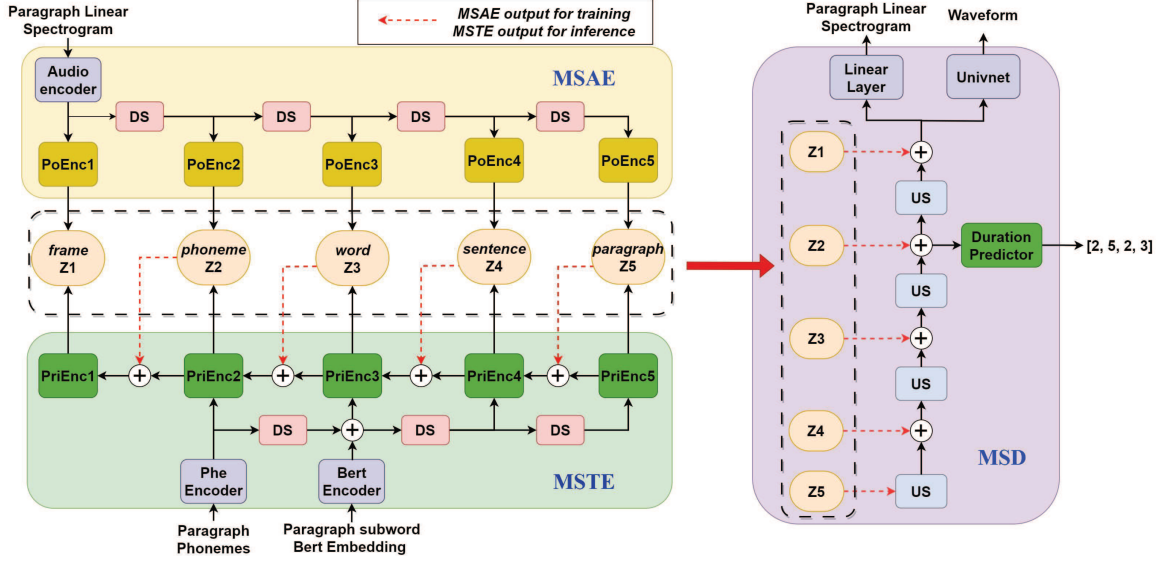 Paragraph Linear
Spectrogram
MSAE output for training
MSTE output for inference
Audio
encoder
MSAE
DS
DS
DS
DS
PoEnc1
PoEnc2
PoEnc3
PoEnc4
PoEnc5
frame
Z1
phoneme
Z2
word
Z3
sentence
Z4
paragraph
Z5
PriEnc1
+
PriEnc2
+
PriEnc3
+
PriEnc4
+
PriEnc5
DS
+
DS
DS
Phe
Encoder
Bert
Encoder
MSTE
Paragraph
Phonemes
Paragraph subword
Bert Embedding
Paragraph Linear
Spectrogram
Waveform
Linear
Layer
Univnet
Z1
+
US
Z2
+
Duration
Predictor
[2, 5, 2, 3]
US
Z3
+
US
Z4
+
MSD
Z5
US